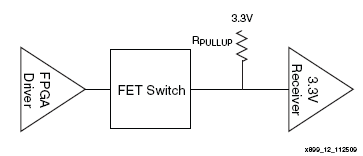 3.3V
RPULLUP
FPGA
Driver
FET Switch
3.3V
Receiver
x899_12_112509